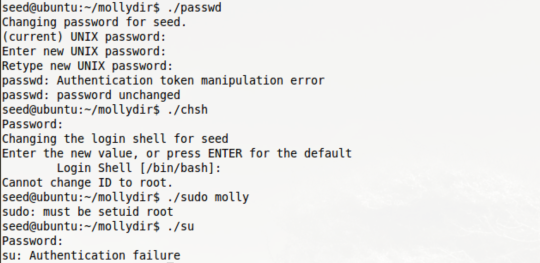 seed@ubuntu:~/mollydir$ ./passwd
Changing password for seed.
(current) UNIX password:
Enter new UNIX password:
Retype new UNIX password:
passwd: Authentication token manipulation error
passwd: password unchanged
seed@ubuntu:~/mollydir$ ./chsh
Password:
Changing the login shell for seed
Enter the new value, or press ENTER for the default
        Login Shell [/bin/bash]:
Cannot change ID to root.
seed@ubuntu:~/mollydir$ ./sudo molly
sudo: must be setuid root
seed@ubuntu:~/mollydir$ ./su
Password:
su: Authentication failure